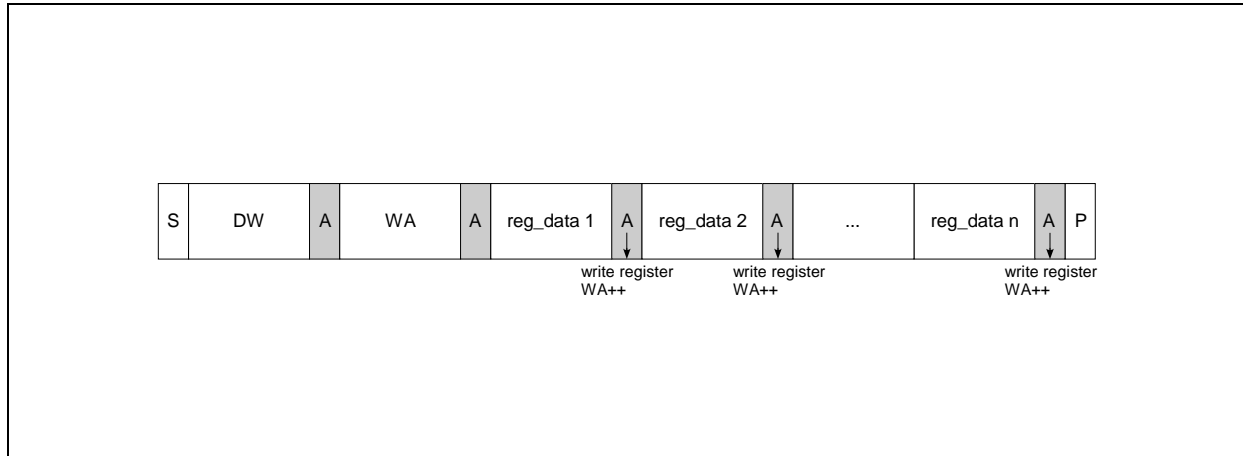 S DW A WA A reg_data 1 A reg_data 2 A ... reg_data n A P
write register write register write register
WA++ WA++ WA++